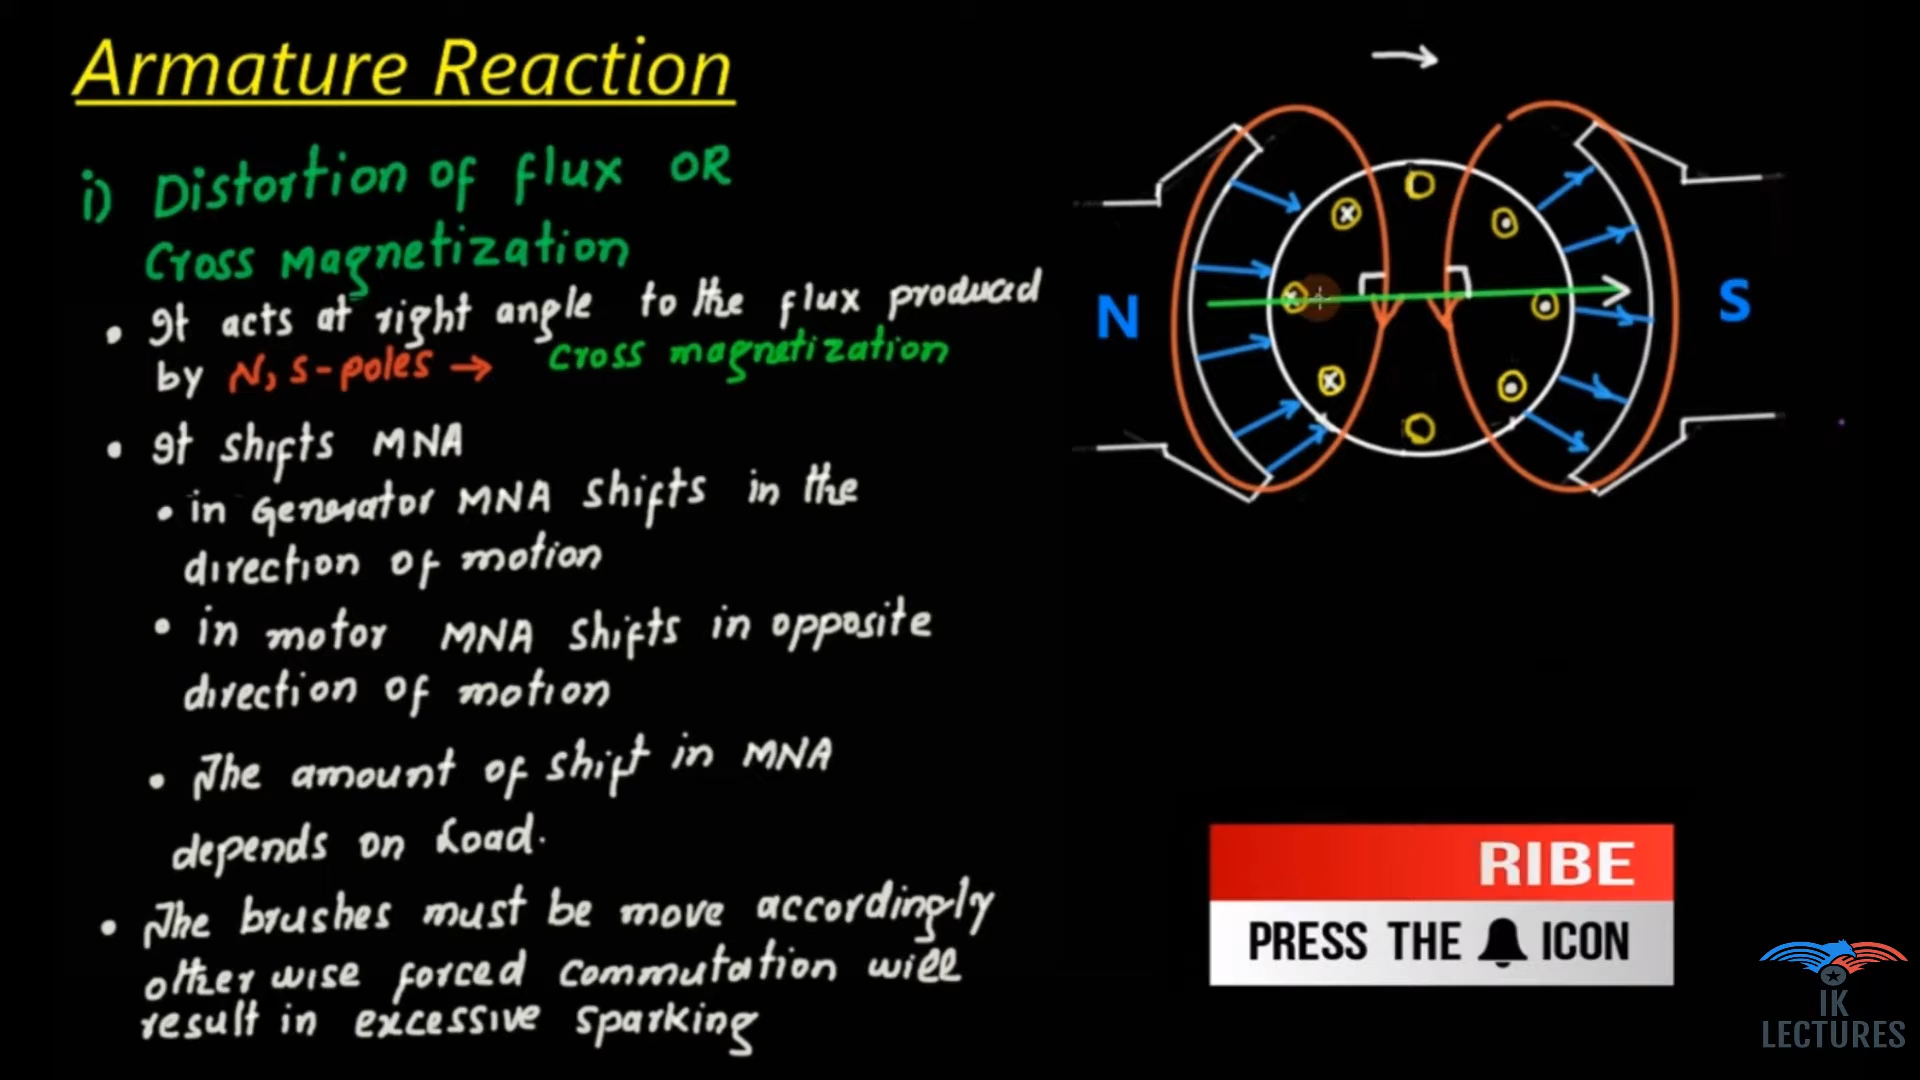 Armature Reaction
i) Distortion of flux OR
Cross magnetization
• It acts at right angle to the flux produced
by N, S-poles → Cross magnetization
• It shifts MNA
• in Generator MNA shifts in the
direction of motion
• in motor MNA shifts in opposite
direction of motion
• The amount of shift in MNA
depends on Load.
• The brushes must be move accordingly
otherwise forced commutation will
result in excessive sparking
N
S
RIBE
PRESS THE ICON
IK
LECTURES